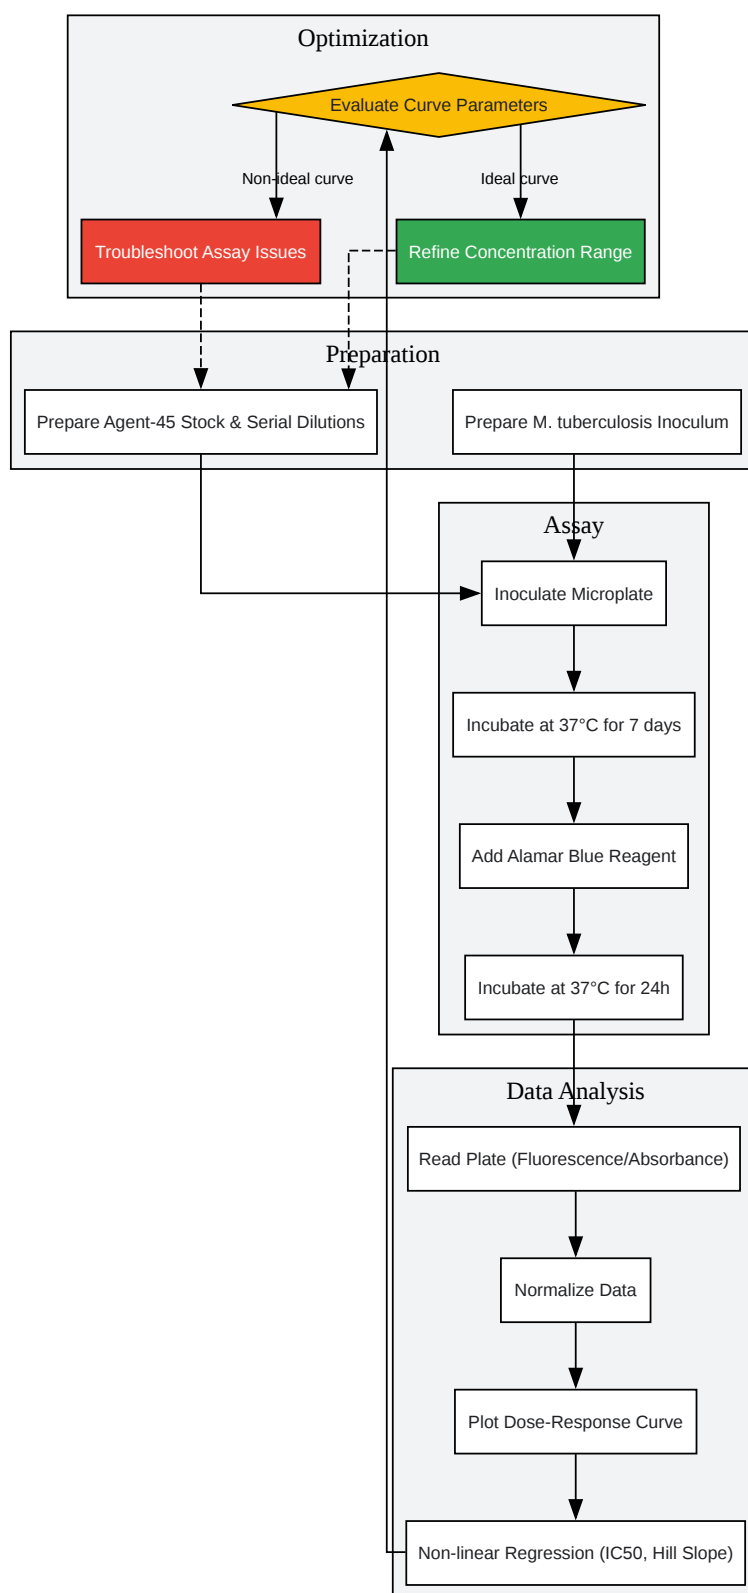 Optimization
Evaluate Curve Parameters
Non-ideal curve
Ideal curve
Troubleshoot Assay Issues
Refine Concentration Range
Preparation
Prepare Agent-45 Stock & Serial Dilutions
Prepare M. tuberculosis Inoculum
Assay
Inoculate Microplate
Incubate at 37°C for 7 days
Add Alamar Blue Reagent
Incubate at 37°C for 24h
Data Analysis
Read Plate (Fluorescence/Absorbance)
Normalize Data
Plot Dose-Response Curve
Non-linear Regression (IC50, Hill Slope)